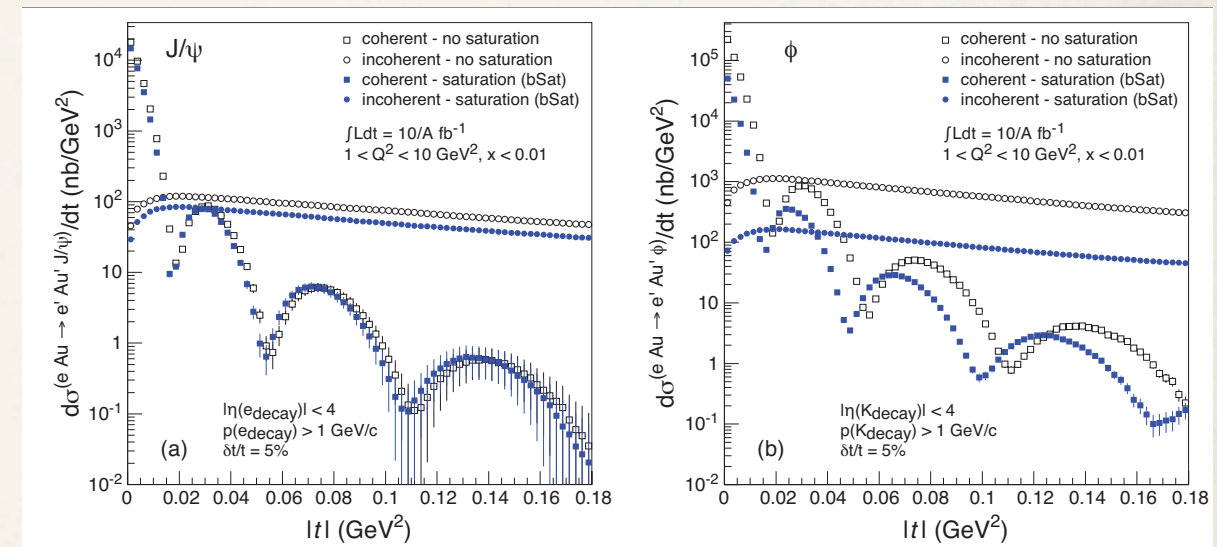 J/ψ
coherent - no saturation
incoherent - no saturation
coherent - saturation (bSat)
incoherent - saturation (bSat)
∫Ldt = 10/A fb⁻¹
1 < Q² < 10 GeV², x < 0.01
|η(e_decay)| < 4
p(e_decay) > 1 GeV/c
δt/t = 5%
(a)
dσ^(e Au → e' Au' J/ψ)/dt (nb/GeV²)
10⁴
10³
10²
10
1
10⁻¹
10⁻²
0 0.02 0.04 0.06 0.08 0.1 0.12 0.14 0.16 0.18
|t| (GeV²)
ϕ
coherent - no saturation
incoherent - no saturation
coherent - saturation (bSat)
incoherent - saturation (bSat)
∫Ldt = 10/A fb⁻¹
1 < Q² < 10 GeV², x < 0.01
|η(K_decay)| < 4
p(K_decay) > 1 GeV/c
δt/t = 5%
(b)
dσ^(e Au → e' Au' ϕ)/dt (nb/GeV²)
10⁵
10⁴
10³
10²
10
1
10⁻¹
10⁻²
0 0.02 0.04 0.06 0.08 0.1 0.12 0.14 0.16 0.18
|t| (GeV²)